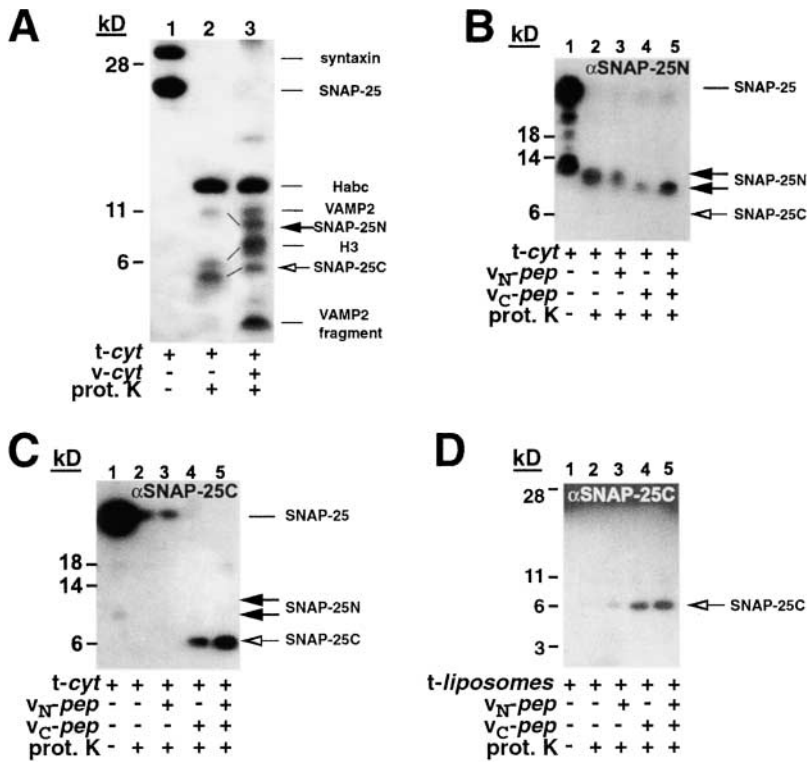 A
kD 1 2 3
28
syntaxin
SNAP-25
Habc
11
VAMP2
SNAP-25N
H3
6
SNAP-25C
VAMP2
fragment
t-cyt + + +
v-cyt - - +
prot. K - + +
B
kD 1 2 3 4 5
αSNAP-25N
SNAP-25
18
14
SNAP-25N
6
SNAP-25C
t-cyt + + + + +
vN-pep - - + - +
vC-pep - - - + +
prot. K - + + + +
C
kD 1 2 3 4 5
αSNAP-25C
SNAP-25
18
14
SNAP-25N
6
SNAP-25C
t-cyt + + + + +
vN-pep - - + - +
vC-pep - - - + +
prot. K - + + + +
D
kD 1 2 3 4 5
28
αSNAP-25C
11
6
SNAP-25C
3
t-liposomes + + + + +
vN-pep - - + - +
vC-pep - - - + +
prot. K - + + + +